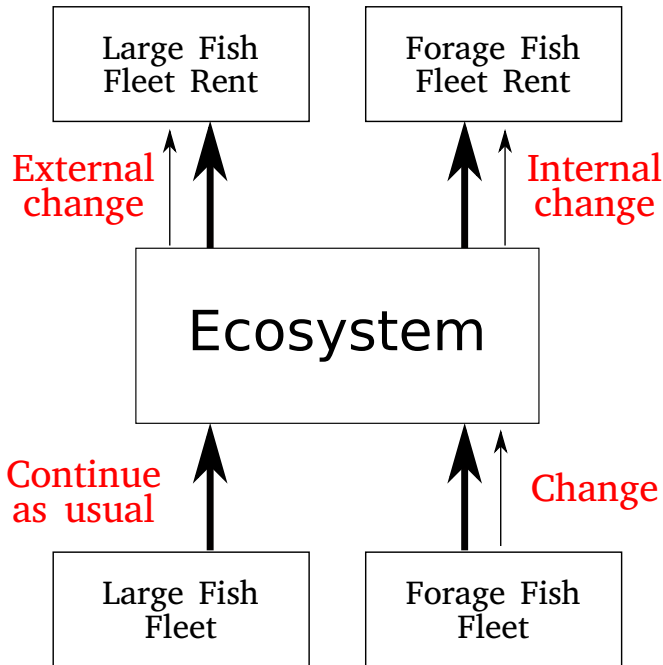 Large Fish
Fleet Rent
Forage Fish
Fleet Rent
External
change
Internal
change
Ecosystem
Continue
as usual
Change
Large Fish
Fleet
Forage Fish
Fleet